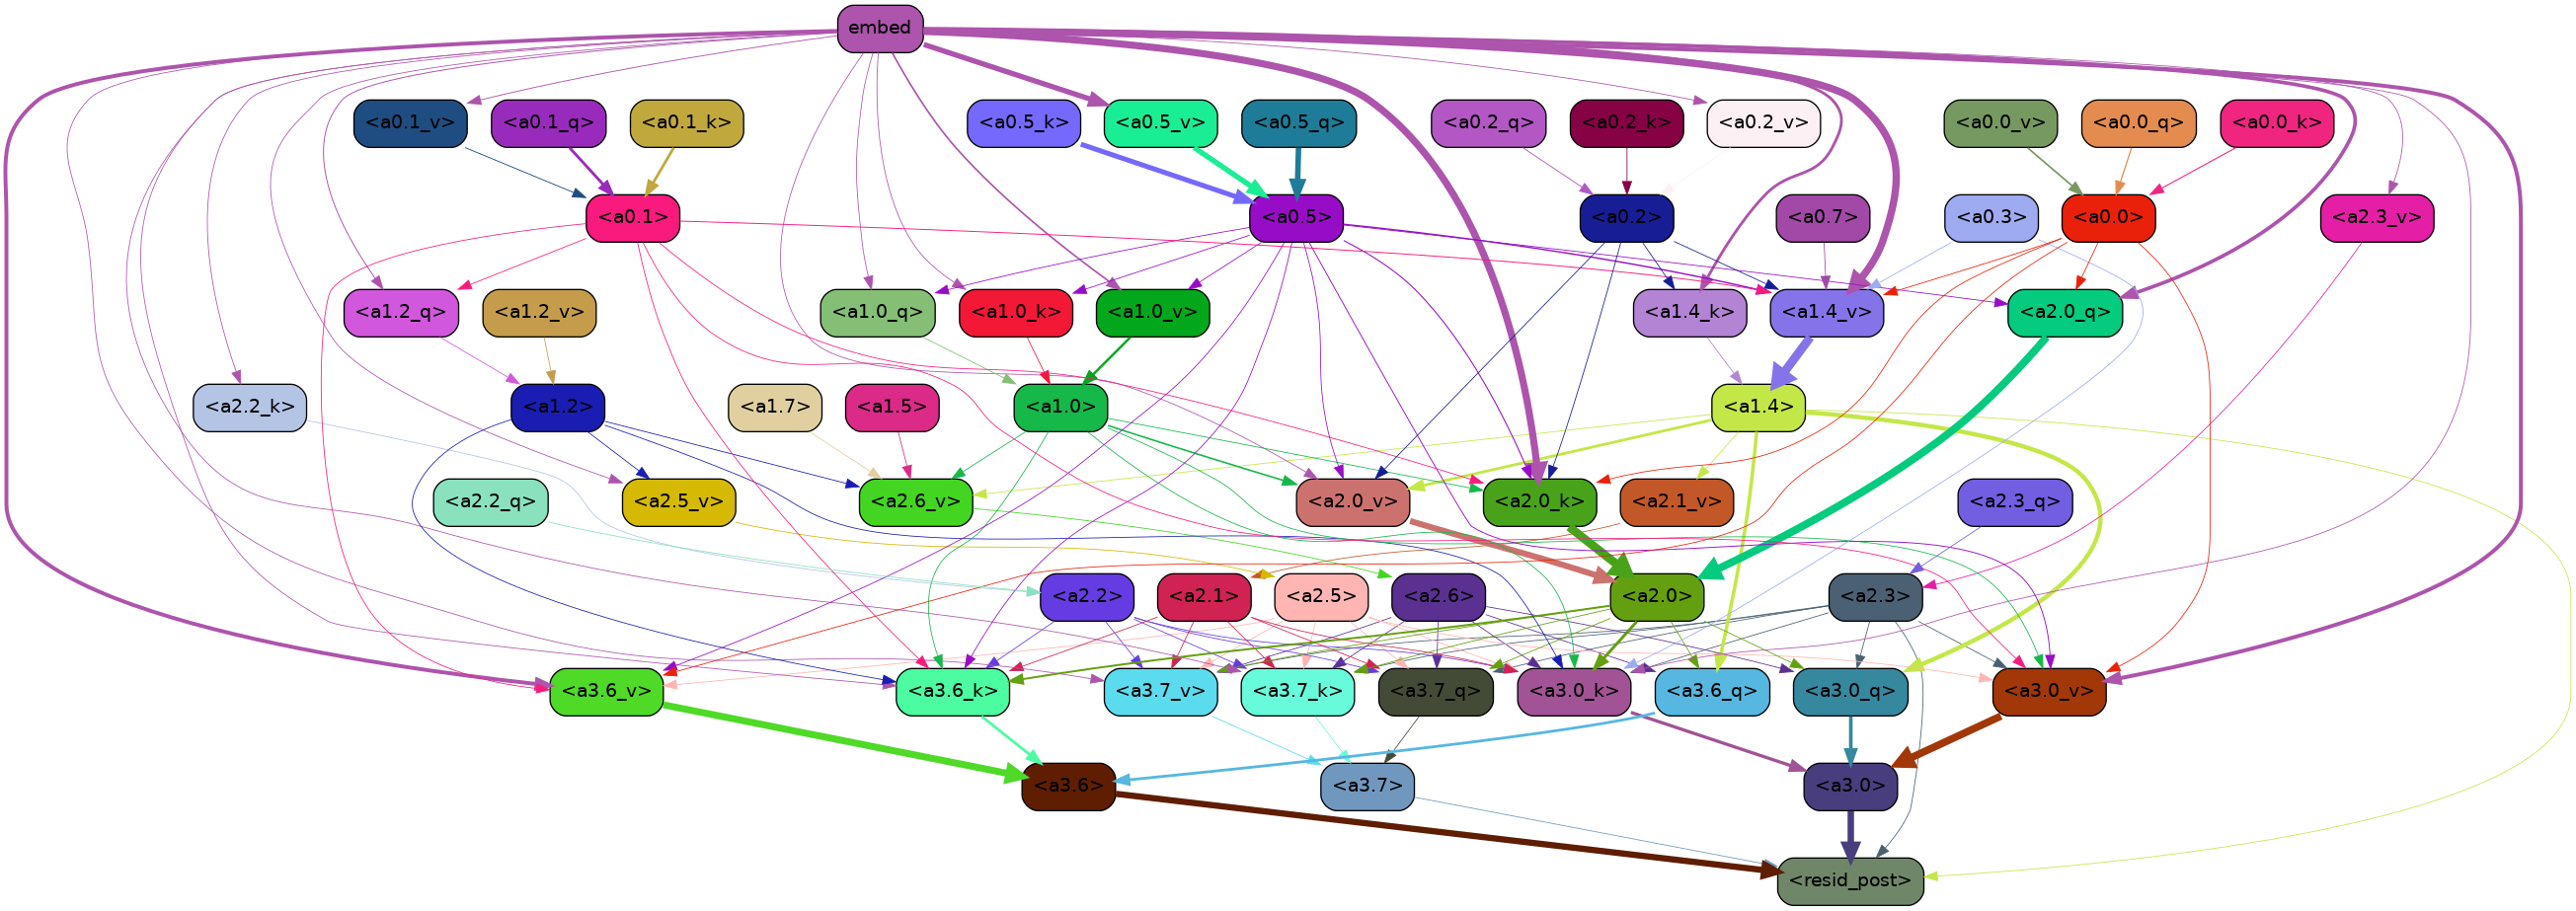 embed
<a0.1_v> <a0.1_q> <a0.1_k> <a0.5_k> <a0.5_v> <a0.5_q> <a0.2_q> <a0.2_k> <a0.2_v> <a0.0_v> <a0.0_q> <a0.0_k>
<a0.1> <a0.5> <a0.2> <a0.7> <a0.3> <a0.0> <a2.3_v>
<a1.2_q> <a1.2_v> <a1.0_q> <a1.0_k> <a1.0_v> <a1.4_k> <a1.4_v> <a2.0_q>
<a2.2_k> <a1.2> <a1.7> <a1.5> <a1.0> <a1.4>
<a2.2_q> <a2.5_v> <a2.6_v> <a2.0_v> <a2.0_k> <a2.1_v> <a2.3_q>
<a2.2> <a2.1> <a2.5> <a2.6> <a2.0> <a2.3>
<a3.6_v> <a3.6_k> <a3.7_v> <a3.7_k> <a3.7_q> <a3.0_k> <a3.6_q> <a3.0_q> <a3.0_v>
<a3.6> <a3.7> <a3.0>
<resid_post>